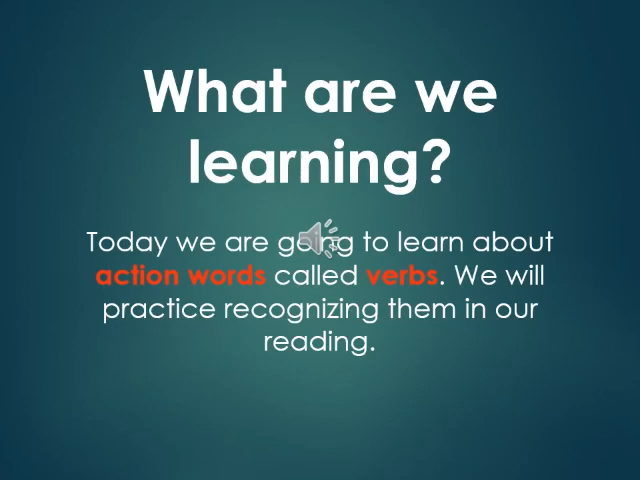 What are we
learning?
Today we are going to learn about
action words called verbs. We will
practice recognizing them in our
reading.